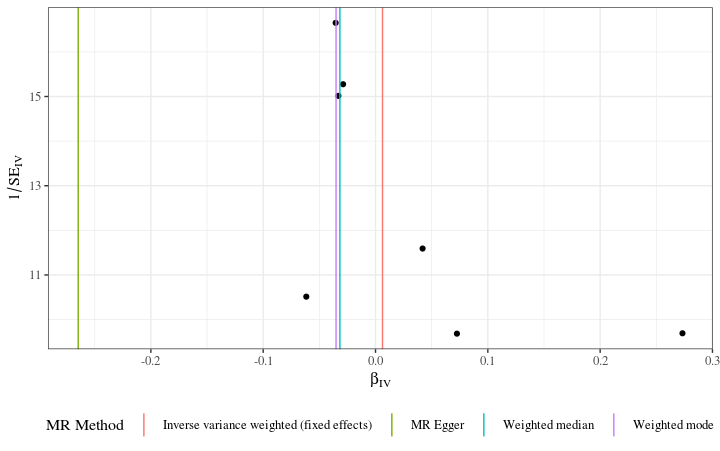 1/SE_IV
15
13
11
-0.2
-0.1
0.0
0.1
0.2
0.3
β_IV
MR Method
Inverse variance weighted (fixed effects)
MR Egger
Weighted median
Weighted mode